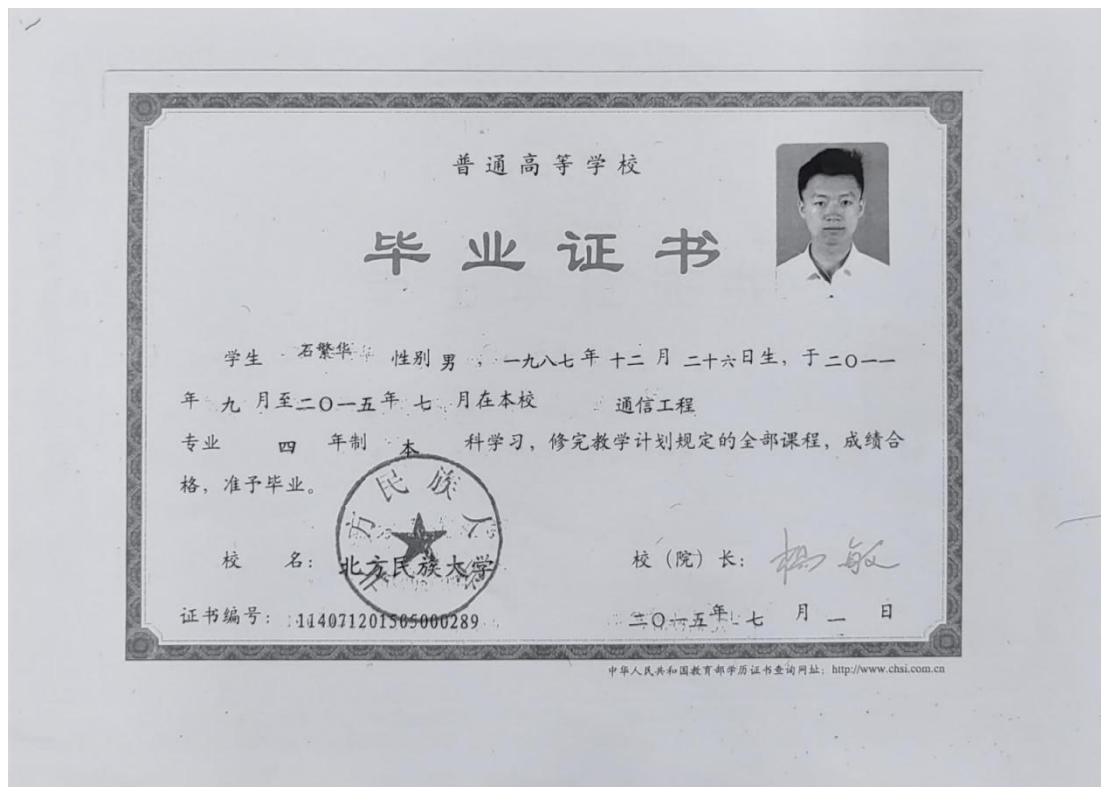 普通高等学校
毕业证书
学生 石繁华 性别 男 ，一九八七年 十二月 二十六日生，于二〇一一
年 九 月至二〇一五年 七 月在本校 通信工程
专业 四 年制 本 科学习，修完教学计划规定的全部课程，成绩合
格，准予毕业。
方民族大
校 名：北方民族大学 校（院）长：杨敏
证书编号：114071201505000289 二〇一五年 七 月 一 日
中华人民共和国教育部学历证书查询网址：http://www.chsi.com.cn